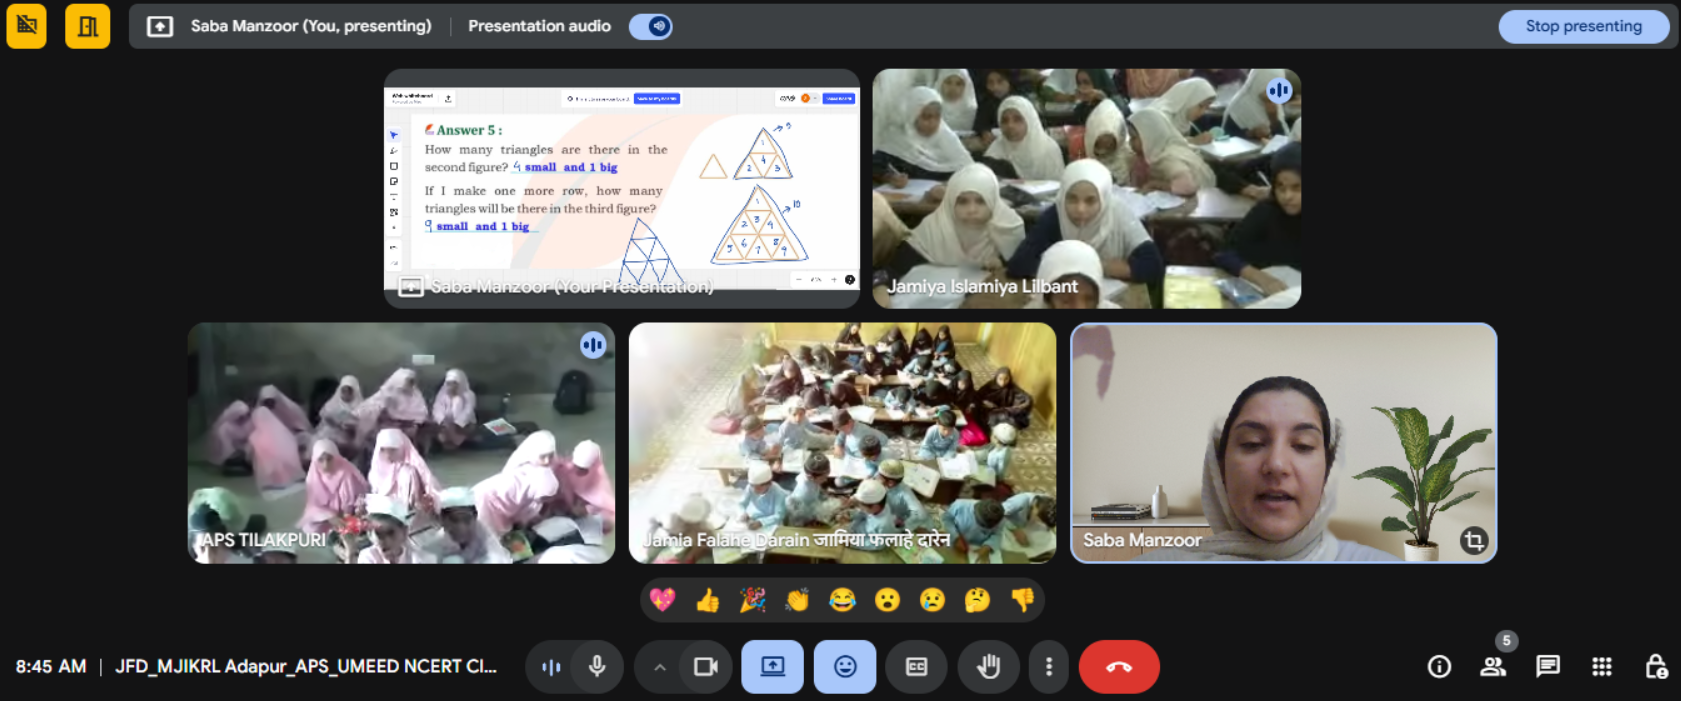 Saba Manzoor (You, presenting)
Presentation audio
Stop presenting
Answer 5 :
How many triangles are there in the
second figure? 4 small and 1 big
If I make one more row, how many
triangles will be there in the third figure?
9 small and 1 big
1
2 4 3
10
1
2 3 4
5 6 7 8 9
Saba Manzoor (Your Presentation)
Jamiya Islamiya Lilbant
APS TILAKPURI
Jamia Falahe Darain जामिया फलाहे दारेन
Saba Manzoor
8:45 AM | JFD_MJIKRL Adapur_APS_UMEED NCERT Cl...
CC
5